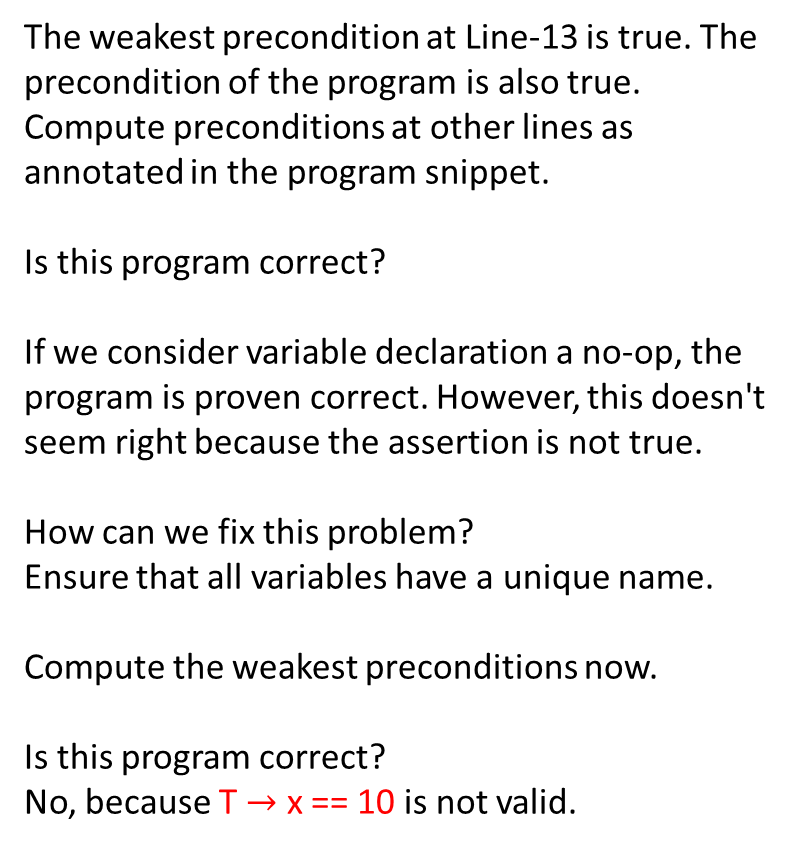 The weakest precondition at Line-13 is true. The
precondition of the program is also true.
Compute preconditions at other lines as
annotated in the program snippet.
Is this program correct?
If we consider variable declaration a no-op, the
program is proven correct. However, this doesn't
seem right because the assertion is not true.
How can we fix this problem?
Ensure that all variables have a unique name.
Compute the weakest preconditions now.
Is this program correct?
No, because T → x == 10 is not valid.